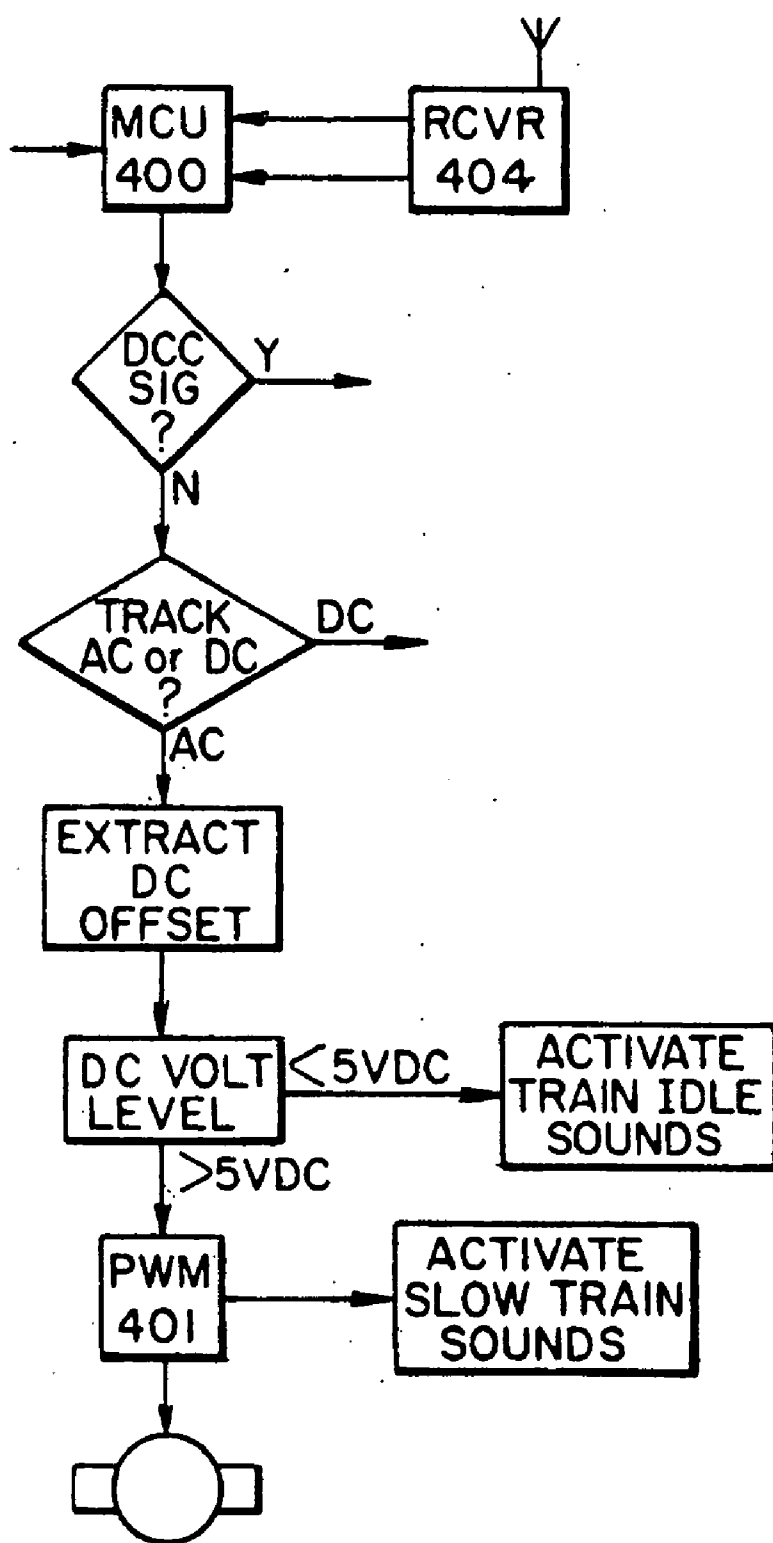 MCU
400
RCVR
404
DCC
SIG
?
Y
N
TRACK
AC or DC
?
DC
AC
EXTRACT
DC
OFFSET
DC VOLT
LEVEL
<5VDC
ACTIVATE
TRAIN IDLE
SOUNDS
>5VDC
PWM
401
ACTIVATE
SLOW TRAIN
SOUNDS